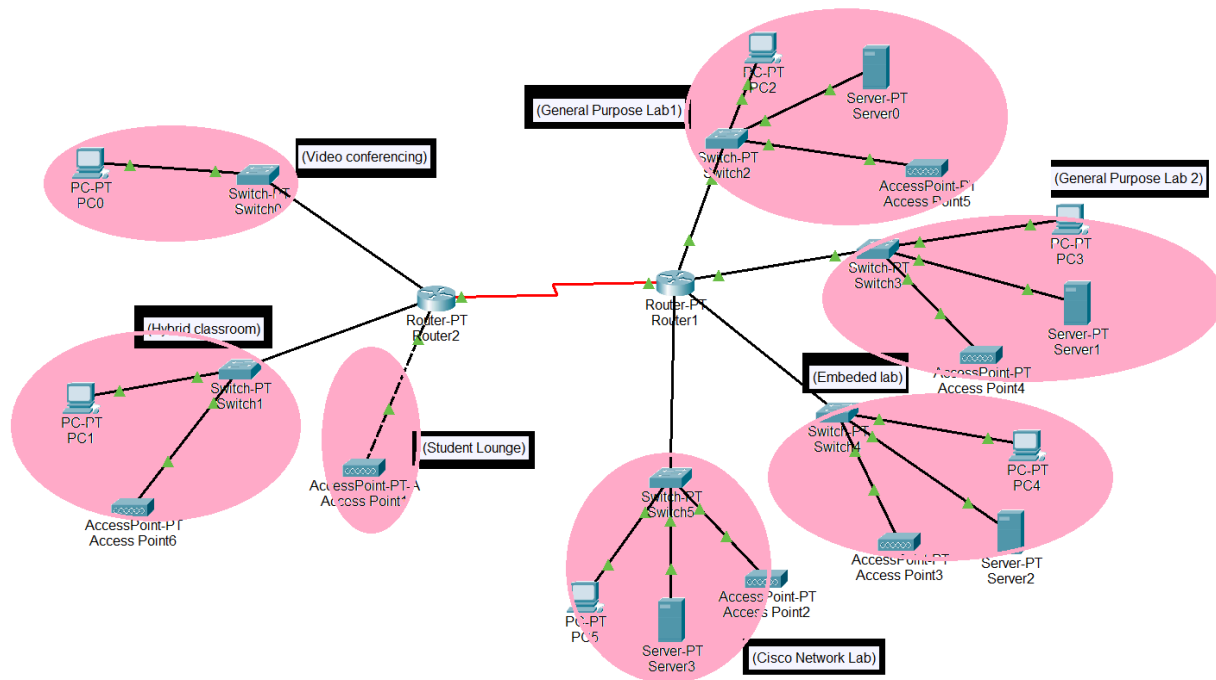 PC-PT
PC2
Server-PT
Server0
(General Purpose Lab1)
Switch-PT
Switch2
AccessPoint-PT
Access Point5
(Video conferencing)
PC-PT
PC0
Switch-PT
Switch0
(General Purpose Lab 2)
PC-PT
PC3
Switch-PT
Switch3
Server-PT
Server1
AccessPoint-PT
Access Point4
Router-PT
Router2
Router-PT
Router1
(Hybrid classroom)
Switch-PT
Switch1
PC-PT
PC1
AccessPoint-PT
Access Point6
(Student Lounge)
AccessPoint-PT-A
Access Point1
(Embeded lab)
Switch-PT
Switch4
PC-PT
PC4
AccessPoint-PT
Access Point3
Server-PT
Server2
Switch-PT
Switch5
PC-PT
PC5
Server-PT
Server3
AccessPoint-PT
Access Point2
(Cisco Network Lab)